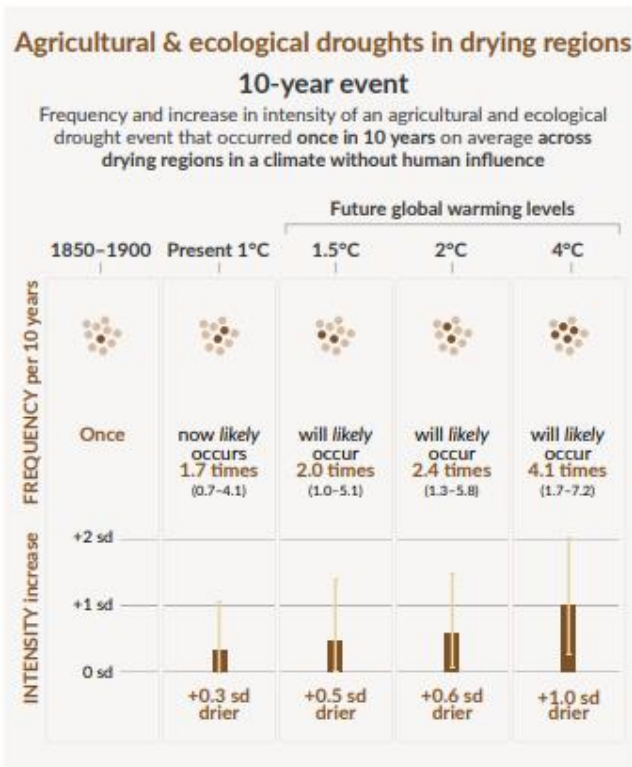 Agricultural & ecological droughts in drying regions
10-year event
Frequency and increase in intensity of an agricultural and ecological
drought event that occurred once in 10 years on average across
drying regions in a climate without human influence
Future global warming levels
1850–1900 Present 1°C 1.5°C 2°C 4°C
FREQUENCY per 10 years
Once
now likely
occurs
1.7 times
(0.7–4.1)
will likely
occur
2.0 times
(1.0–5.1)
will likely
occur
2.4 times
(1.3–5.8)
will likely
occur
4.1 times
(1.7–7.2)
INTENSITY increase
+2 sd
+1 sd
0 sd
+0.3 sd
drier
+0.5 sd
drier
+0.6 sd
drier
+1.0 sd
drier